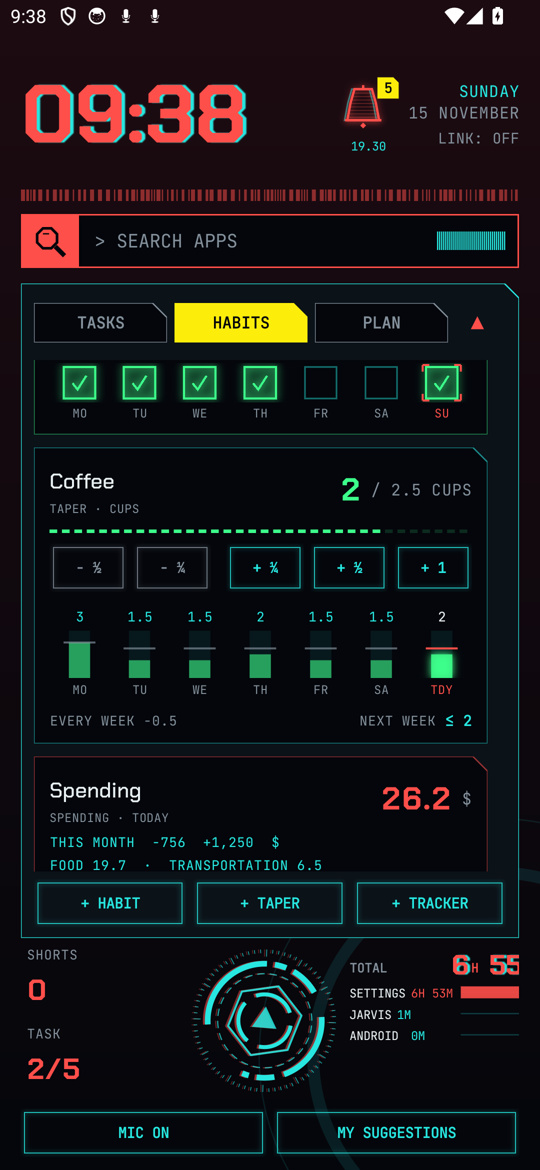 9:38
09:38
5
19.30
SUNDAY
15 NOVEMBER
LINK: OFF
> SEARCH APPS
TASKS HABITS PLAN
MO TU WE TH FR SA SU
Coffee
2 / 2.5 CUPS
TAPER · CUPS
- ½ - ¼ + ¼ + ½ + 1
3 1.5 1.5 2 1.5 1.5 2
MO TU WE TH FR SA TDY
EVERY WEEK -0.5 NEXT WEEK ≤ 2
Spending
26.2 $
SPENDING · TODAY
THIS MONTH -756 +1,250 $
FOOD 19.7 · TRANSPORTATION 6.5
+ HABIT + TAPER + TRACKER
SHORTS
0
TASK
2/5
TOTAL 6H 55
SETTINGS 6H 53M
JARVIS 1M
ANDROID 0M
MIC ON MY SUGGESTIONS